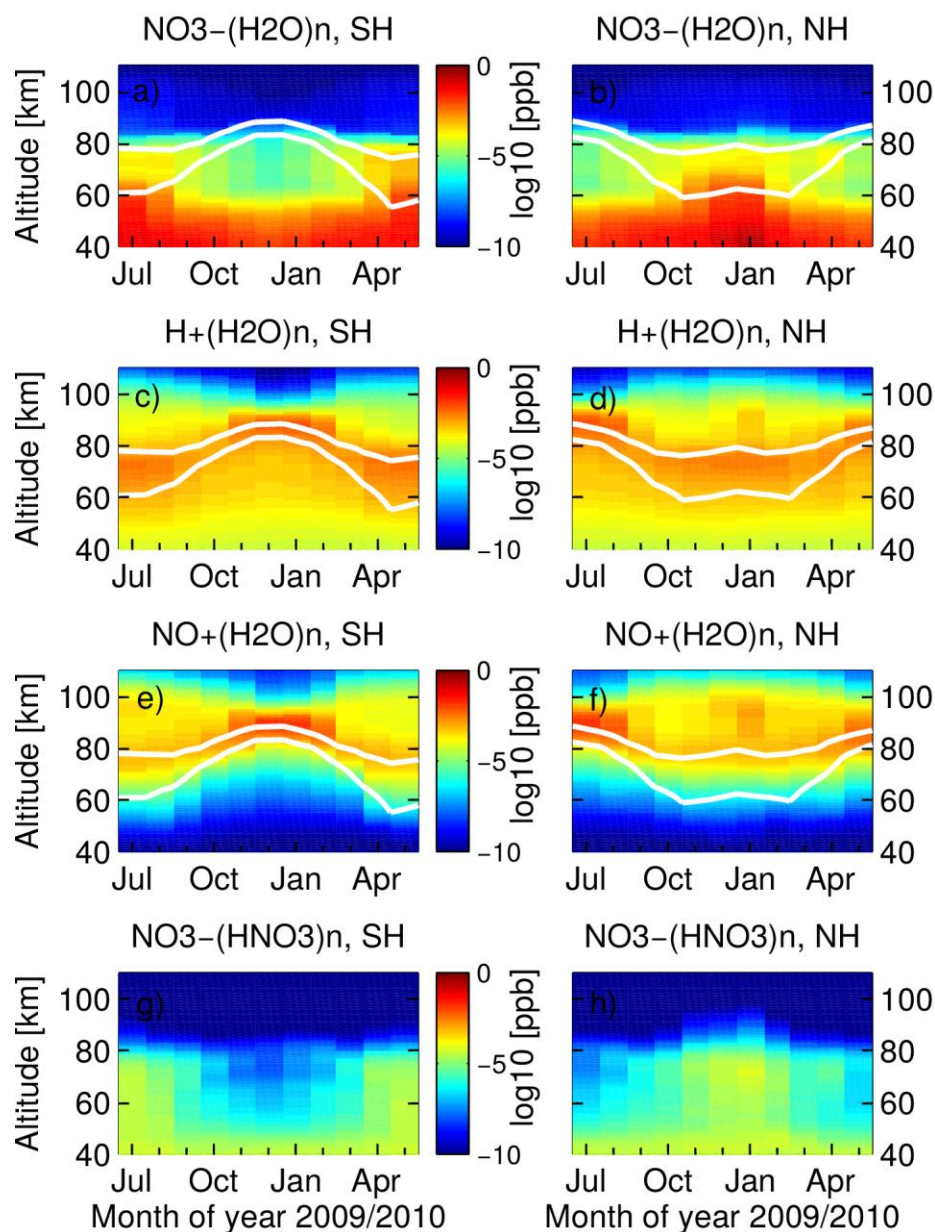 NO3−(H2O)n, SH NO3−(H2O)n, NH
Altitude [km]
100
80
60
40
a)
Jul Oct Jan Apr
0
−5
−10
log10 [ppb]
b)
Jul Oct Jan Apr
100
80
60
40
H+(H2O)n, SH H+(H2O)n, NH
Altitude [km]
100
80
60
40
c)
Jul Oct Jan Apr
0
−5
−10
log10 [ppb]
d)
Jul Oct Jan Apr
100
80
60
40
NO+(H2O)n, SH NO+(H2O)n, NH
Altitude [km]
100
80
60
40
e)
Jul Oct Jan Apr
0
−5
−10
log10 [ppb]
f)
Jul Oct Jan Apr
100
80
60
40
NO3−(HNO3)n, SH NO3−(HNO3)n, NH
Altitude [km]
100
80
60
40
g)
Jul Oct Jan Apr
0
−5
−10
log10 [ppb]
h)
Jul Oct Jan Apr
100
80
60
40
Month of year 2009/2010 Month of year 2009/2010